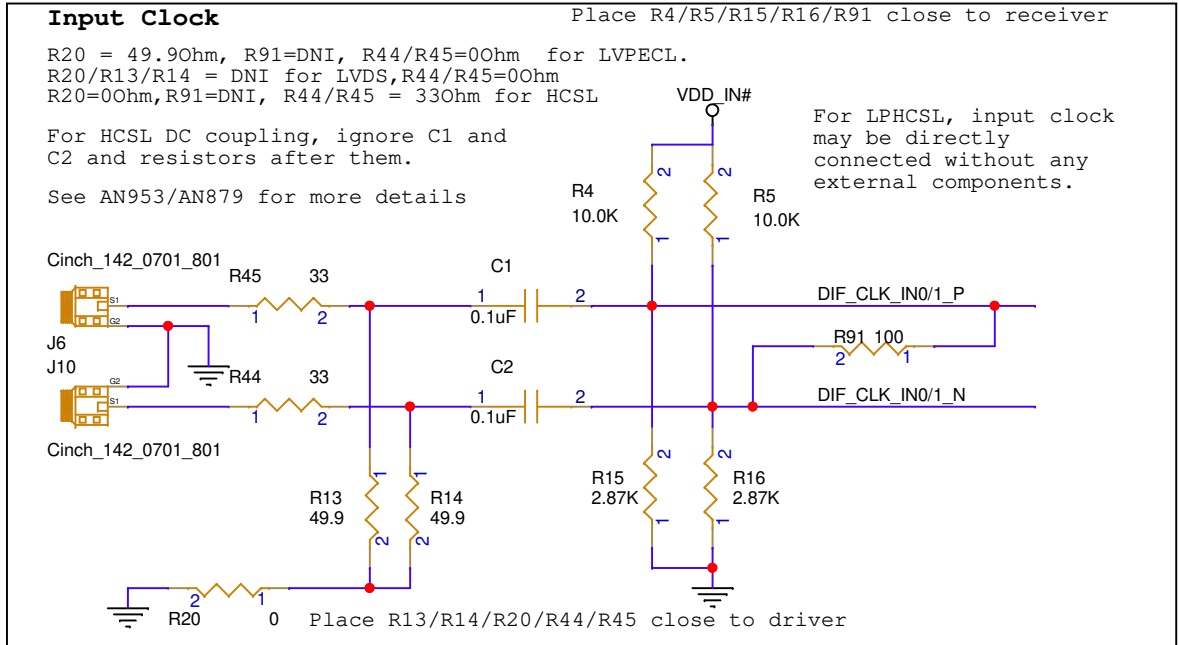 Input Clock
Place R4/R5/R15/R16/R91 close to receiver
R20 = 49.9Ohm, R91=DNI, R44/R45=0Ohm for LVPECL.
R20/R13/R14 = DNI for LVDS,R44/R45=0Ohm
R20=0Ohm,R91=DNI, R44/R45 = 33Ohm for HCSL
For HCSL DC coupling, ignore C1 and
C2 and resistors after them.
See AN953/AN879 for more details
VDD_IN#
For LPHCSL, input clock
may be directly
connected without any
external components.
R4
10.0K
2
1
R5
10.0K
2
1
Cinch_142_0701_801
S1
G2
J6
R45
33
1
2
C1
1
2
0.1uF
DIF_CLK_IN0/1_P
R91 100
2
1
J10
G2
S1
Cinch_142_0701_801
R44
33
1
2
C2
1
2
0.1uF
DIF_CLK_IN0/1_N
R13
49.9
1
2
R14
49.9
1
2
R15
2.87K
2
1
R16
2.87K
2
1
2
1
R20
0
Place R13/R14/R20/R44/R45 close to driver